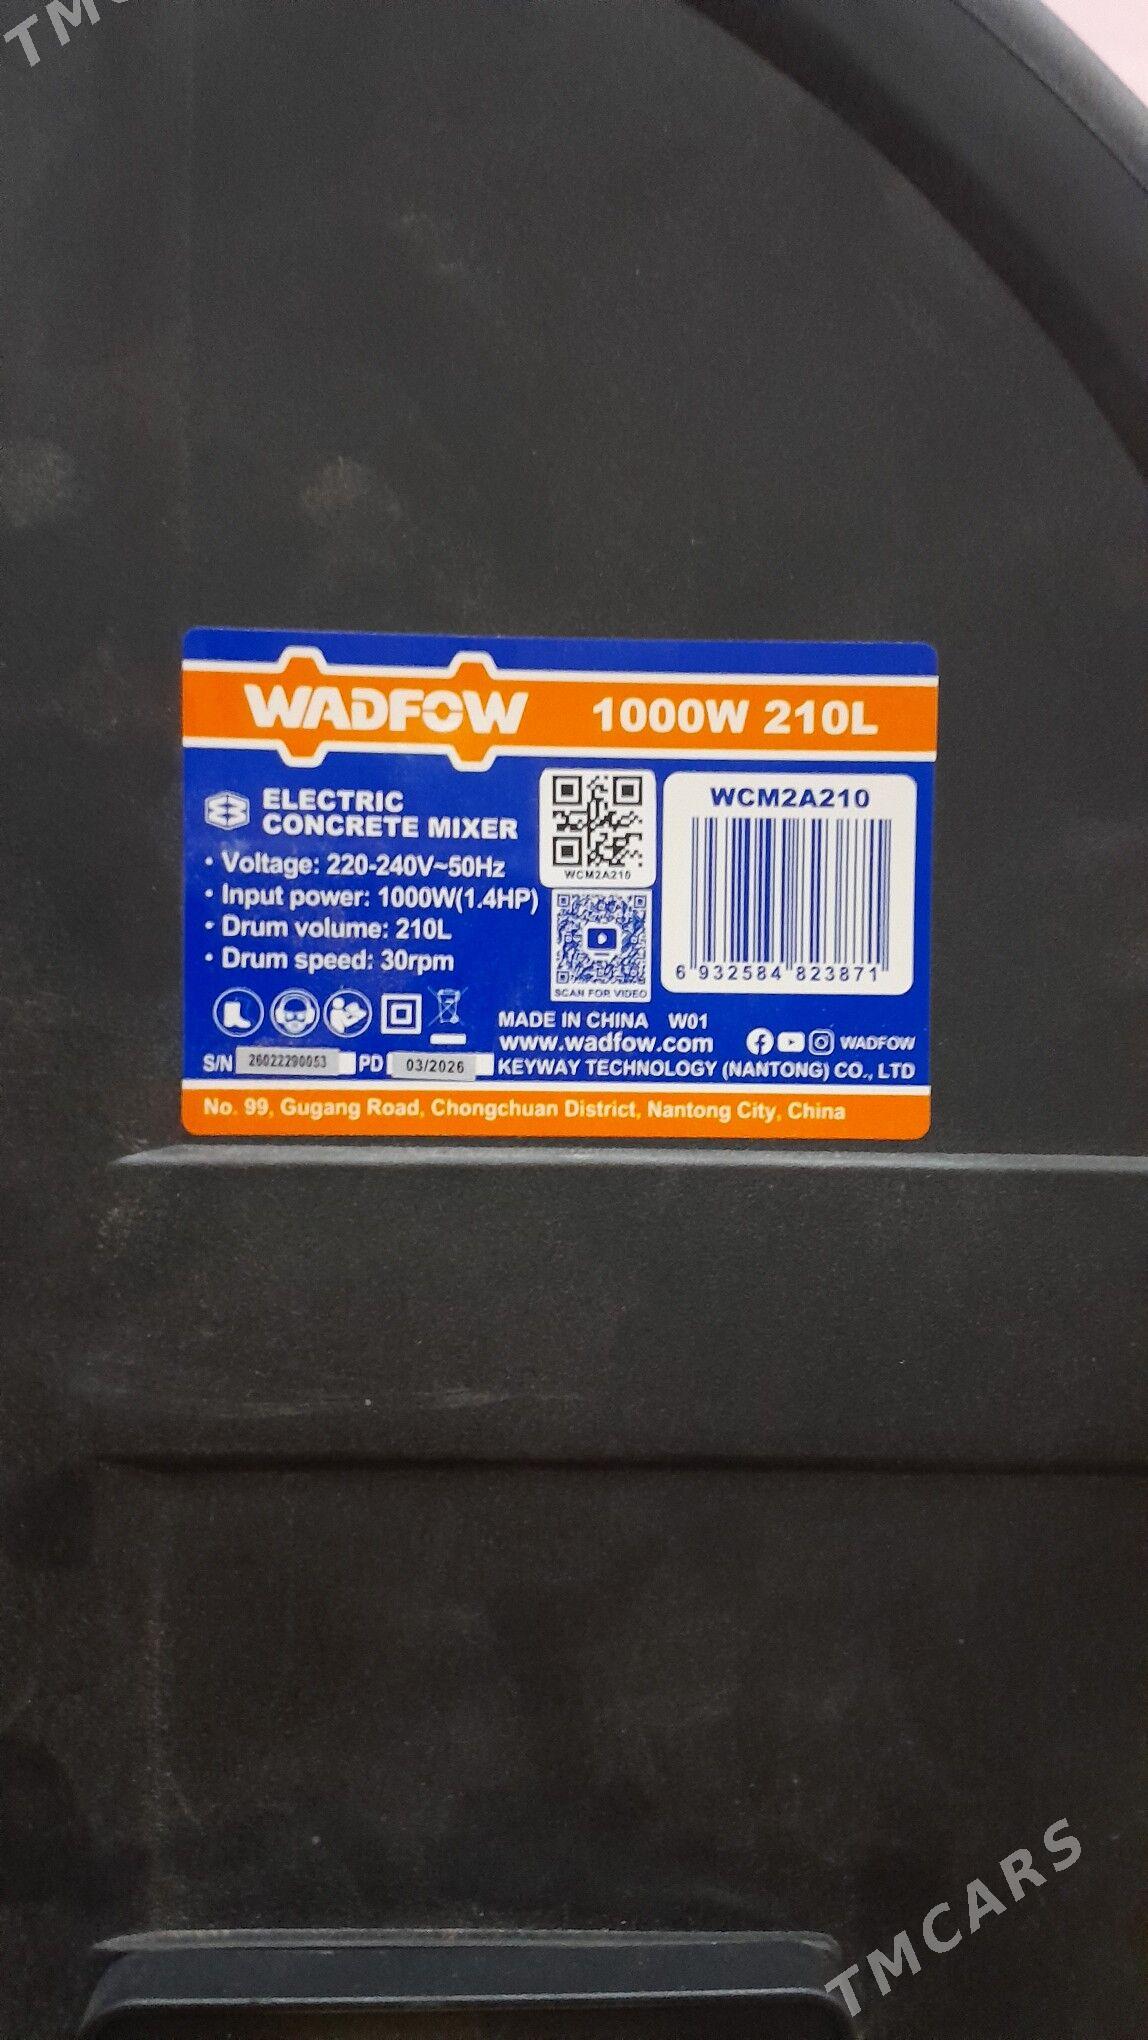 WADFOW 1000W 210L
ELECTRIC
CONCRETE MIXER
• Voltage: 220-240V~50Hz
• Input power: 1000W(1.4HP)
• Drum volume: 210L
• Drum speed: 30rpm
WCM2A210
SCAN FOR VIDEO
WCM2A210
6 932584 823871
MADE IN CHINA W01
www.wadfow.com
WADFOW
S/N 26022290053 PD 03/2026
KEYWAY TECHNOLOGY (NANTONG) CO., LTD
No. 99, Gugang Road, Chongchuan District, Nantong City, China
TMCARS